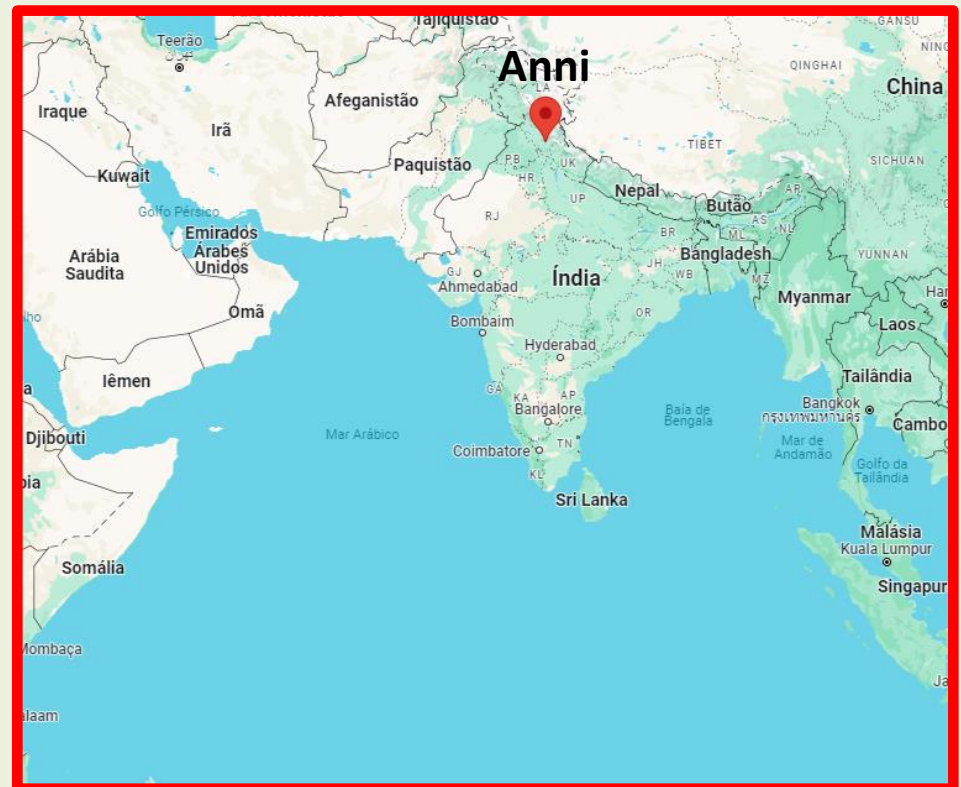 Tajiquistão
GANSU
Teerão
Anni
QINGHAI
LA
China
Iraque
Afeganistão
Irã
TIBET
Paquistão
PB
UK
SICHUAN
Kuwait
HR
Nepal
AR
Golfo Pérsico
UP
Butão
RJ
AS
NL
Emirados
Árabes
Unidos
BR
ML
Arábia
Saudita
Bangladesh
YUNNAN
GJ
JH
WB
MZ
Ahmedabad
Índia
Myanmar
Omã
OR
Bombaim
Laos
Hyderabad
Iêmen
Tailândia
GA
KA
AP
Bangkok
กรุงเทพมหานคร
Bangalore
Baía de
Bengala
Djibouti
Mar Arábico
TN
Mar de
Andamão
Coimbatore
Golfo da
Tailândia
KL
Sri Lanka
Malásia
Kuala Lumpur
Somália
Singapur
Mombaça